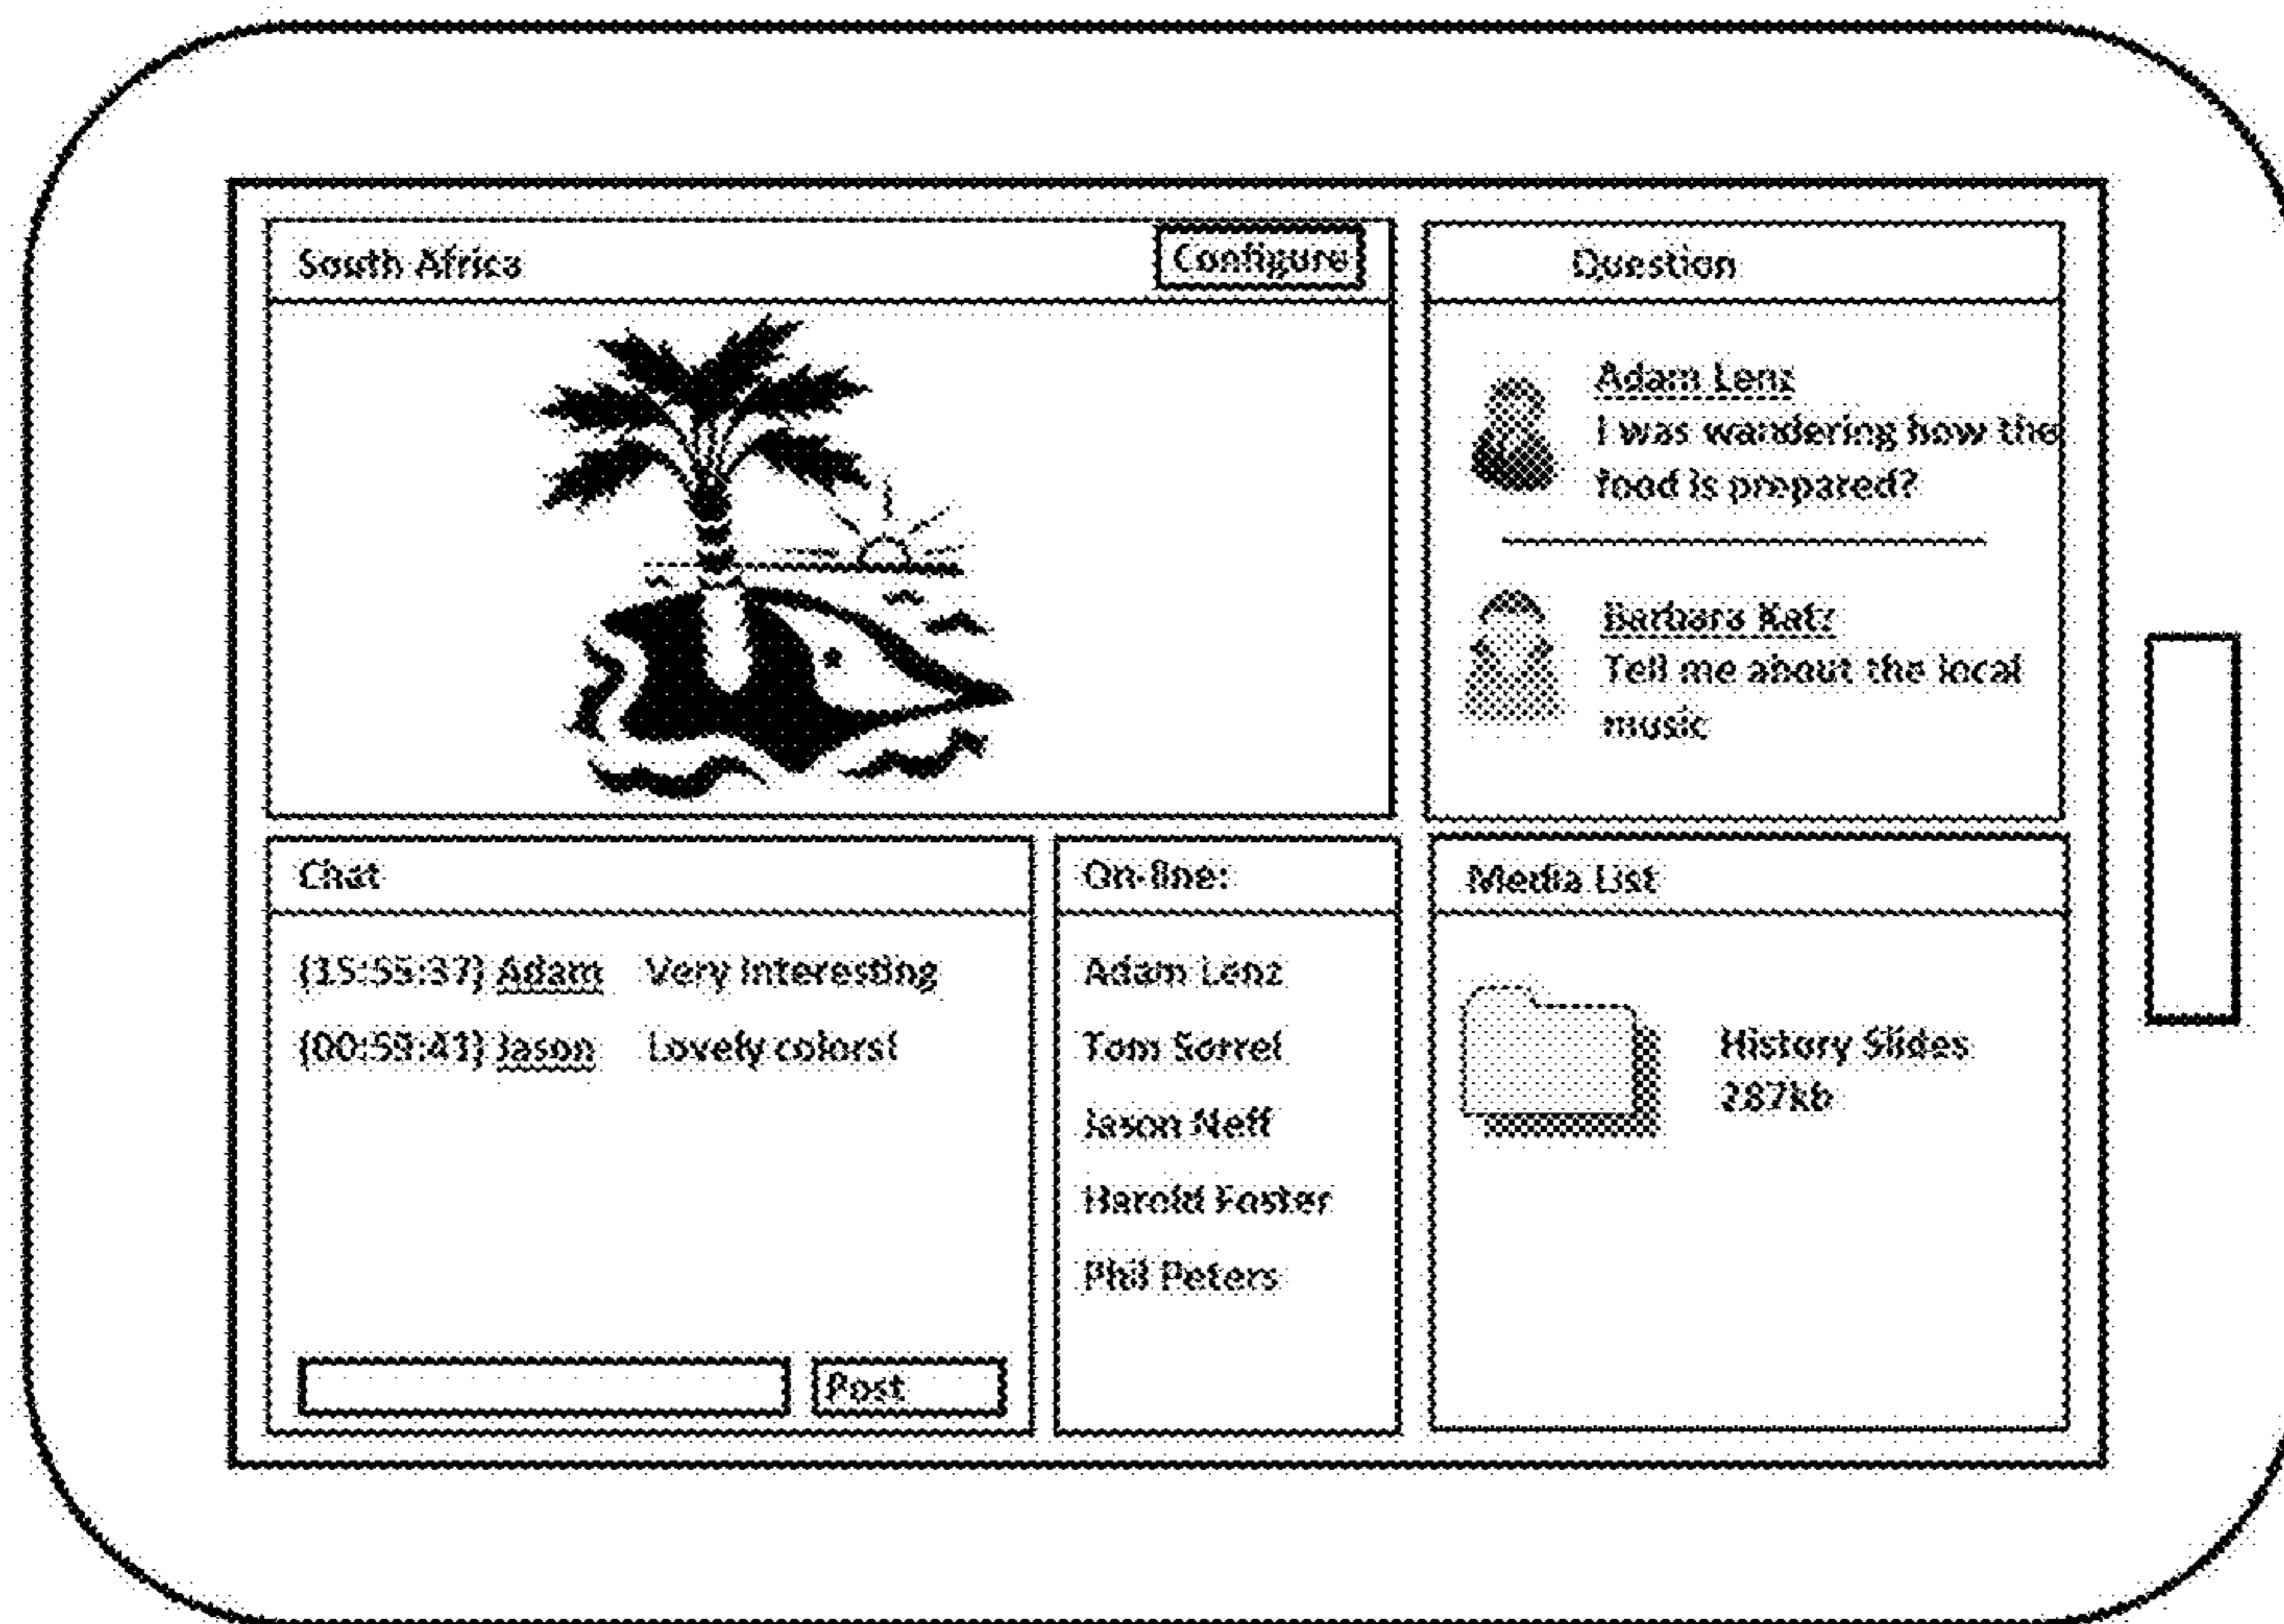 South Africa
Configure
Question
Adam Lenz
I was wandering how the
food is prepared?
Barbara Katz
Tell me about the local
music
Chat
(15:55:37) Adam Very interesting
(00:59:41) Jason Lovely colors!
Post
On-line:
Adam Lenz
Tom Sorrel
Jason Neff
Harold Foster
Phil Peters
Media List
History Slides
287kb